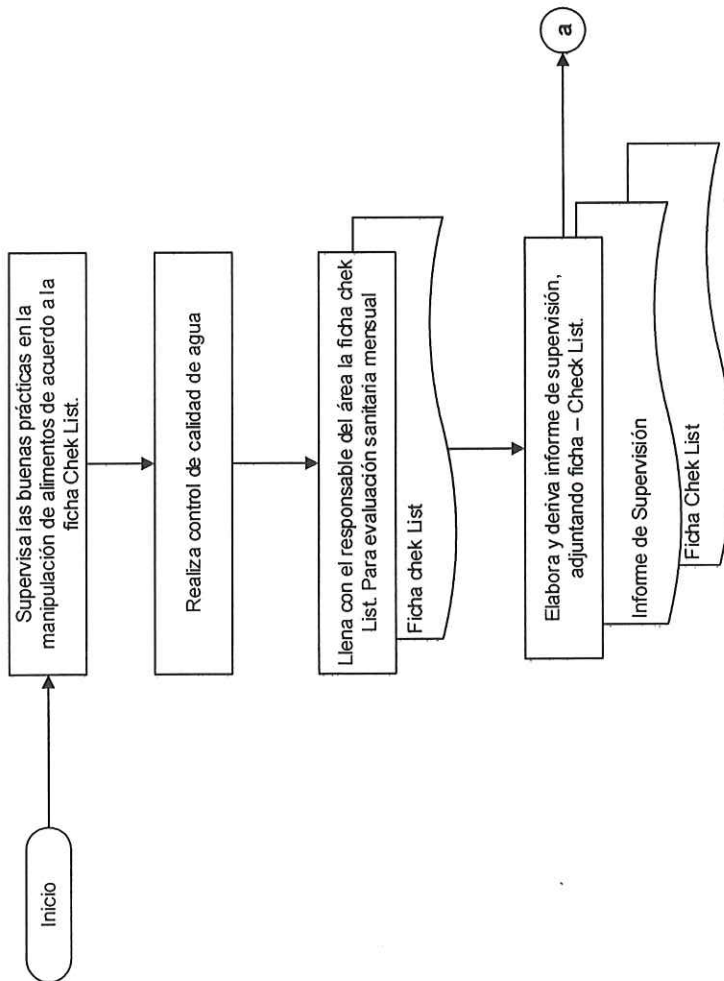 Inicio
Supervisa las buenas prácticas en la
manipulación de alimentos de acuerdo a la
ficha Chek List.
Realiza control de calidad de agua
Llena con el responsable del área la ficha chek
List. Para evaluación sanitaria mensual
Ficha chek List
Elabora y deriva informe de supervisión,
adjuntando ficha – Check List.
Informe de Supervisión
Ficha Chek List
a